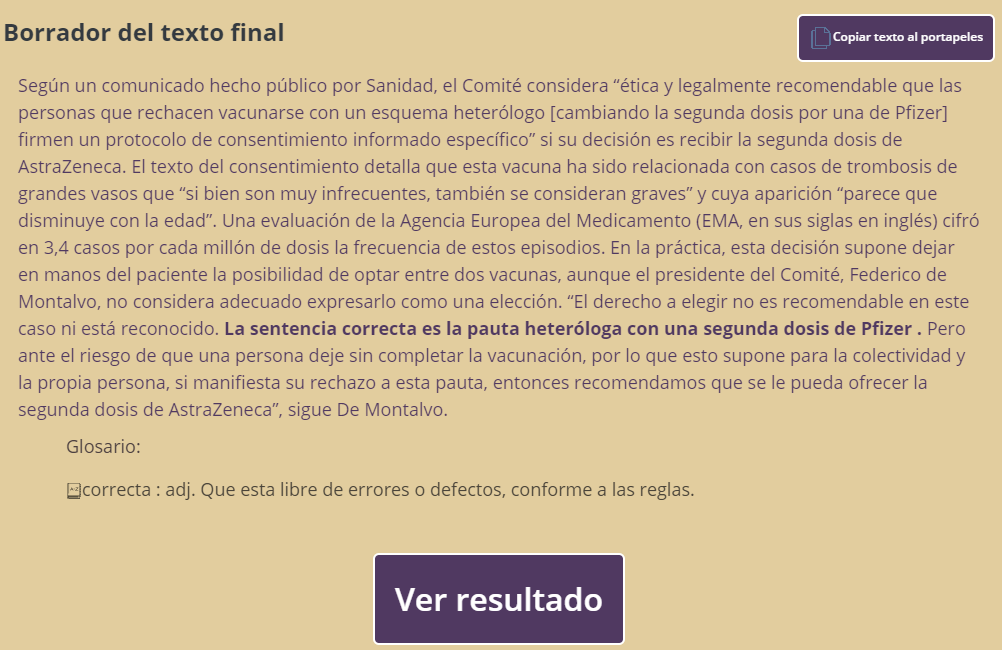 Borrador del texto final
Copiar texto al portapeles
Según un comunicado hecho público por Sanidad, el Comité considera “ética y legalmente recomendable que las
personas que rechacen vacunarse con un esquema heterólogo [cambiando la segunda dosis por una de Pfizer]
firmen un protocolo de consentimiento informado específico” si su decisión es recibir la segunda dosis de
AstraZeneca. El texto del consentimiento detalla que esta vacuna ha sido relacionada con casos de trombosis de
grandes vasos que “si bien son muy infrecuentes, también se consideran graves” y cuya aparición “parece que
disminuye con la edad”. Una evaluación de la Agencia Europea del Medicamento (EMA, en sus siglas en inglés) cifró
en 3,4 casos por cada millón de dosis la frecuencia de estos episodios. En la práctica, esta decisión supone dejar
en manos del paciente la posibilidad de optar entre dos vacunas, aunque el presidente del Comité, Federico de
Montalvo, no considera adecuado expresarlo como una elección. “El derecho a elegir no es recomendable en este
caso ni está reconocido. La sentencia correcta es la pauta heteróloga con una segunda dosis de Pfizer . Pero
ante el riesgo de que una persona deje sin completar la vacunación, por lo que esto supone para la colectividad y
la propia persona, si manifiesta su rechazo a esta pauta, entonces recomendamos que se le pueda ofrecer la
segunda dosis de AstraZeneca”, sigue De Montalvo.
Glosario:
correcta : adj. Que esta libre de errores o defectos, conforme a las reglas.
Ver resultado